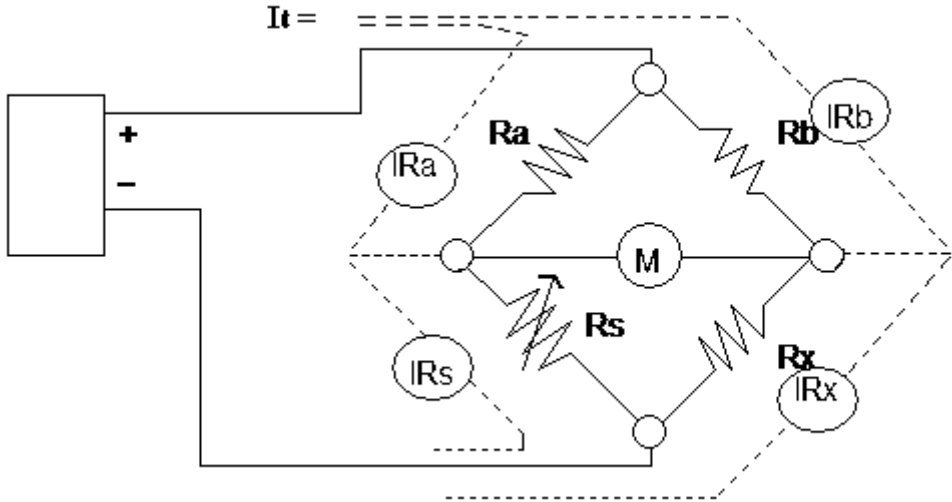 It =
IRb
+
Ra
Rb
IRa
–
M
Rs
Rx
IRs
IRx